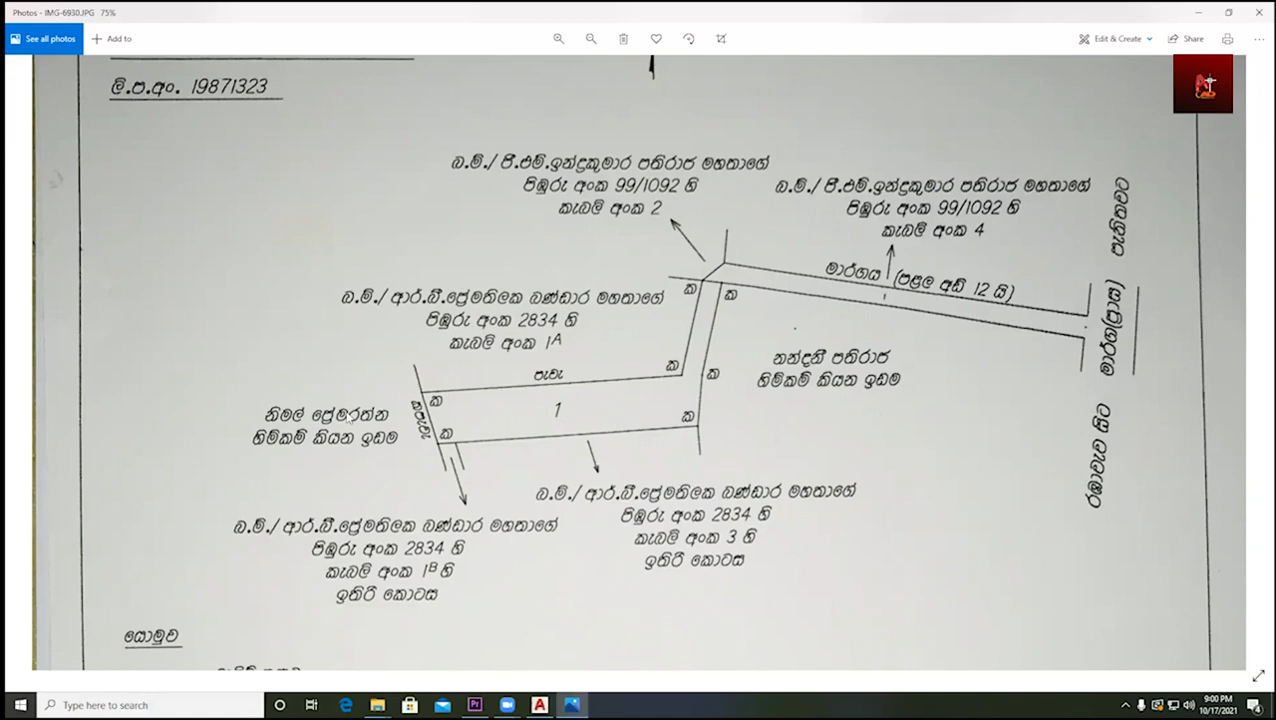 Photos - IMG-6930.JPG 75%
See all photos
Add to
Edit & Create
Share
ලි.ප.අං. 19871323
බ.මි./ පී.එම්.ඉන්ද්‍රකුමාර පතිරාජ මහතාගේ
පිඹුරු අංක 99/1092 හි
කැබලි අංක 2
බ.මි./ පී.එම්.ඉන්ද්‍රකුමාර පතිරාජ මහතාගේ
පිඹුරු අංක 99/1092 හි
කැබලි අංක 4
මාර්ගය (පළල අඩි 12 යි)
රඹාවැව සිට මාර්ග(ප්‍රාස) පැතිතවට
බ.මි./ ආර්.බී.ප්‍රේමතිලක බණ්ඩාර මහතාගේ
පිඹුරු අංක 2834 හි
කැබලි අංක 1A
ක
ක
නන්දනී පතිරාජ
හිමිකම් කියන ඉඩම
ක
ක
පැවැ
නිමල් ප්‍රේමරත්න
හිමිකම් කියන ඉඩම
ක
1
ක
ක
බ.මි./ ආර්.බී.ප්‍රේමතිලක බණ්ඩාර මහතාගේ
පිඹුරු අංක 2834 හි
කැබලි අංක 3 හි
ඉතිරි කොටස
බ.මි./ ආර්.බී.ප්‍රේමතිලක බණ්ඩාර මහතාගේ
පිඹුරු අංක 2834 හි
කැබලි අංක 1B හි
ඉතිරි කොටස
යොමුව
Type here to search
9:00 PM
10/17/2021